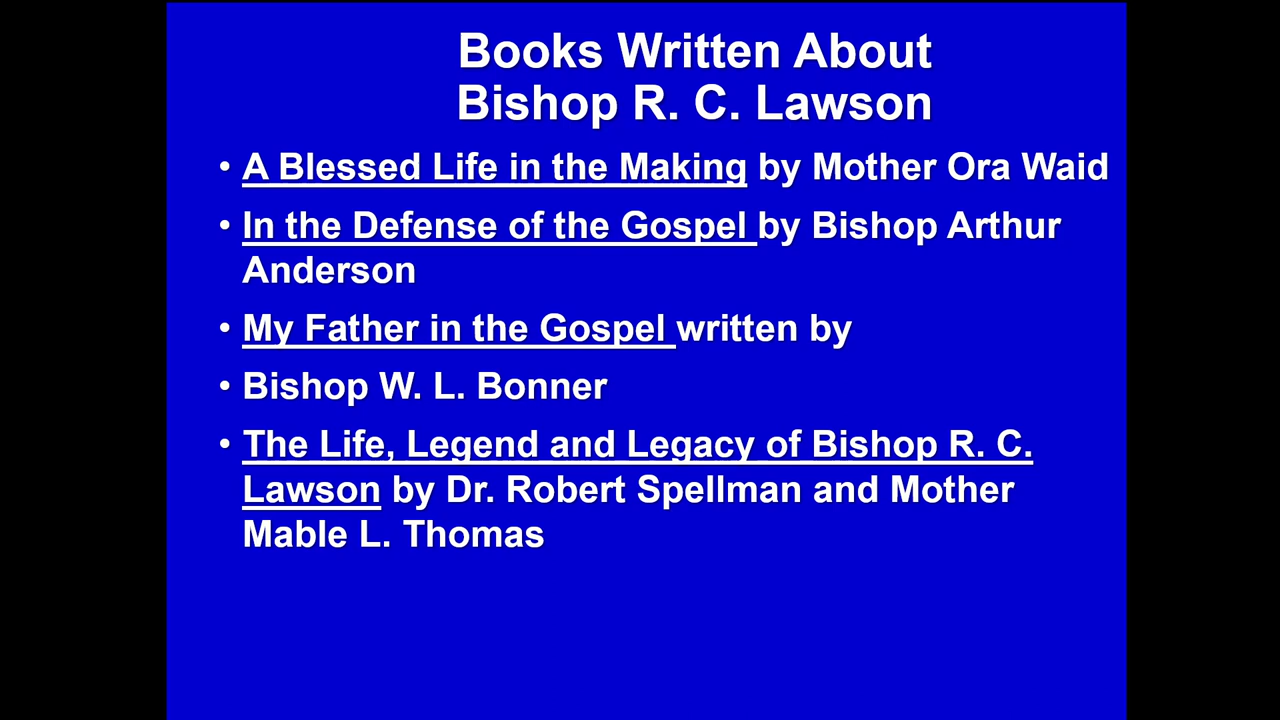 Books Written About
Bishop R. C. Lawson
• A Blessed Life in the Making by Mother Ora Waid
• In the Defense of the Gospel by Bishop Arthur
Anderson
• My Father in the Gospel written by
• Bishop W. L. Bonner
• The Life, Legend and Legacy of Bishop R. C.
Lawson by Dr. Robert Spellman and Mother
Mable L. Thomas